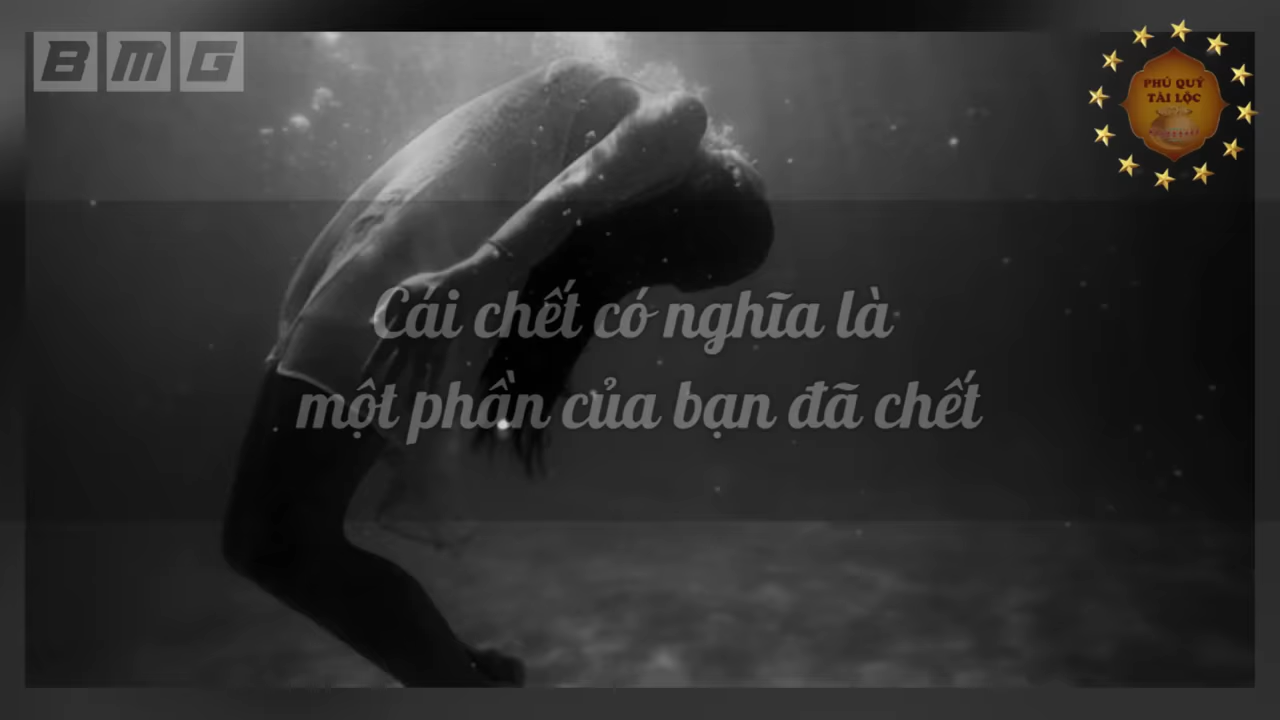 BMG
PHÚ QUÝ
TÀI LỘC
Cái chết có nghĩa là
một phần của bạn đã chết